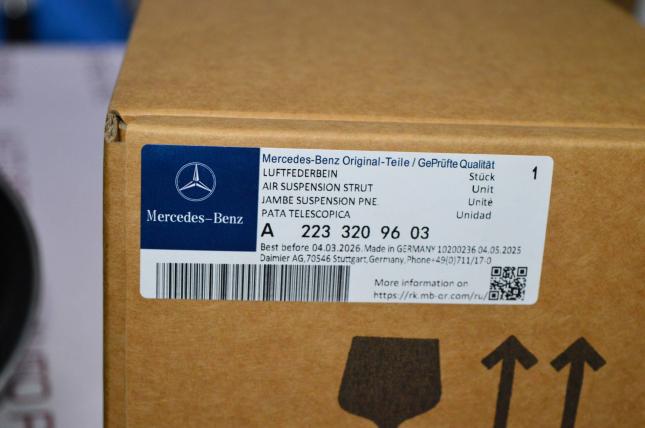 Mercedes-Benz
Mercedes-Benz Original-Teile / GePrüfte Qualität
LUFTFEDERBEIN Stück 1
AIR SUSPENSION STRUT Unit
JAMBE SUSPENSION PNE. Unité
PATA TELESCOPICA Unidad
A 223 320 96 03
Best before 04.03.2026. Made in GERMANY 10200236 04.05.2025
Daimler AG,70546 Stuttgart,Germany,Phone+49(0)711/17-0
More information on
https://rk.mb-qr.com/ru/